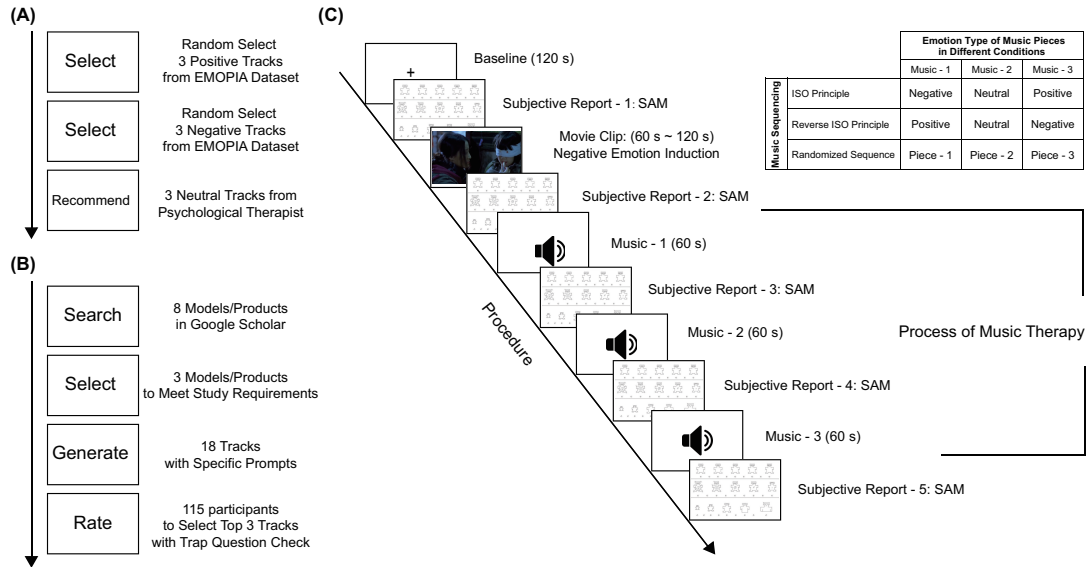 (A)
Select
Random Select
3 Positive Tracks
from EMOPIA Dataset
Select
Random Select
3 Negative Tracks
from EMOPIA Dataset
Recommend
3 Neutral Tracks from
Psychological Therapist
(B)
Search
8 Models/Products
in Google Scholar
Select
3 Models/Products
to Meet Study Requirements
Generate
18 Tracks
with Specific Prompts
Rate
115 participants
to Select Top 3 Tracks
with Trap Question Check
(C)
Baseline (120 s)
Subjective Report - 1: SAM
Movie Clip: (60 s ~ 120 s)
Negative Emotion Induction
Subjective Report - 2: SAM
Music - 1 (60 s)
Subjective Report - 3: SAM
Music - 2 (60 s)
Subjective Report - 4: SAM
Music - 3 (60 s)
Subjective Report - 5: SAM
Procedure
Process of Music Therapy
Emotion Type of Music Pieces
in Different Conditions
Music - 1 Music - 2 Music - 3
Music Sequencing
ISO Principle Negative Neutral Positive
Reverse ISO Principle Positive Neutral Negative
Randomized Sequence Piece - 1 Piece - 2 Piece - 3